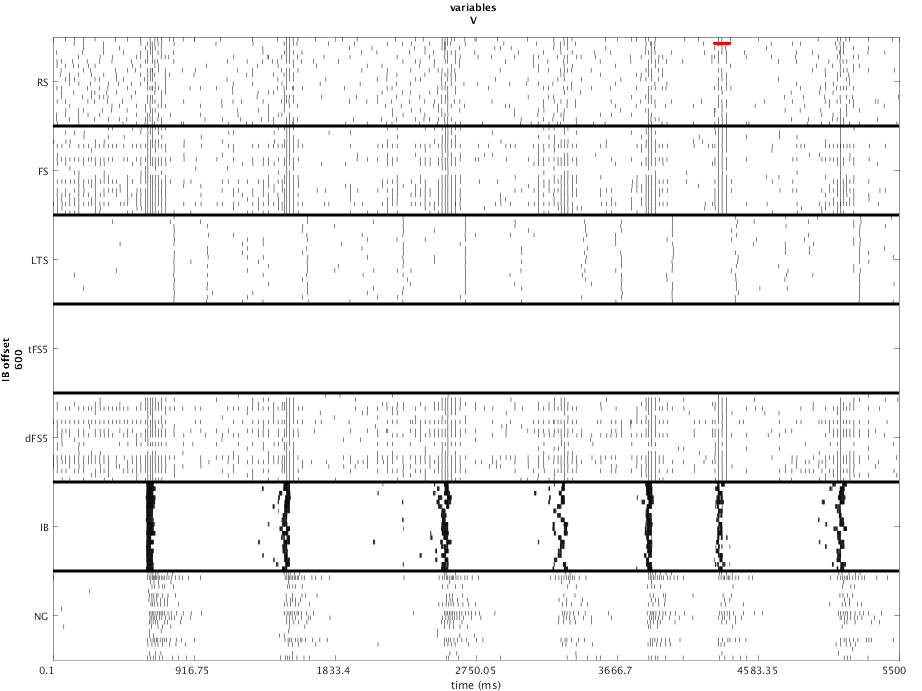 variables
V
RS
FS
LTS
tFS5
dFS5
IB
NG
IB offset
600
0.1
916.75
1833.4
2750.05
3666.7
4583.35
5500
time (ms)